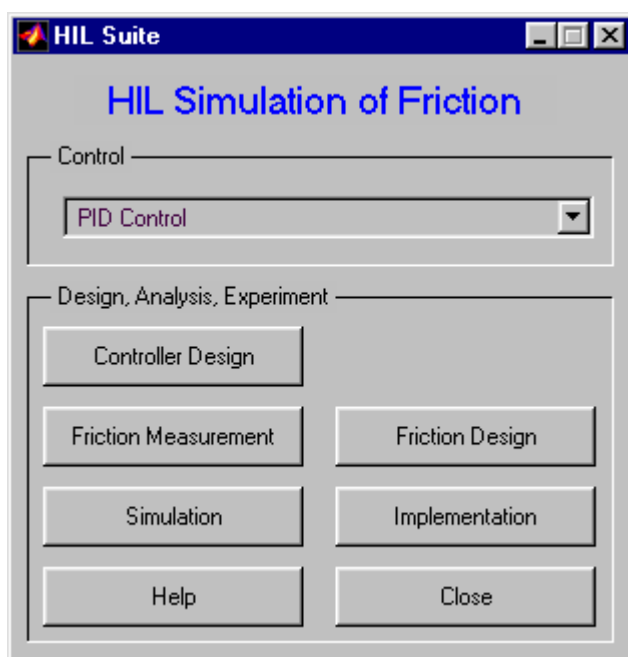 HIL Suite
HIL Simulation of Friction
Control
PID Control
Design, Analysis, Experiment
Controller Design
Friction Measurement
Friction Design
Simulation
Implementation
Help
Close